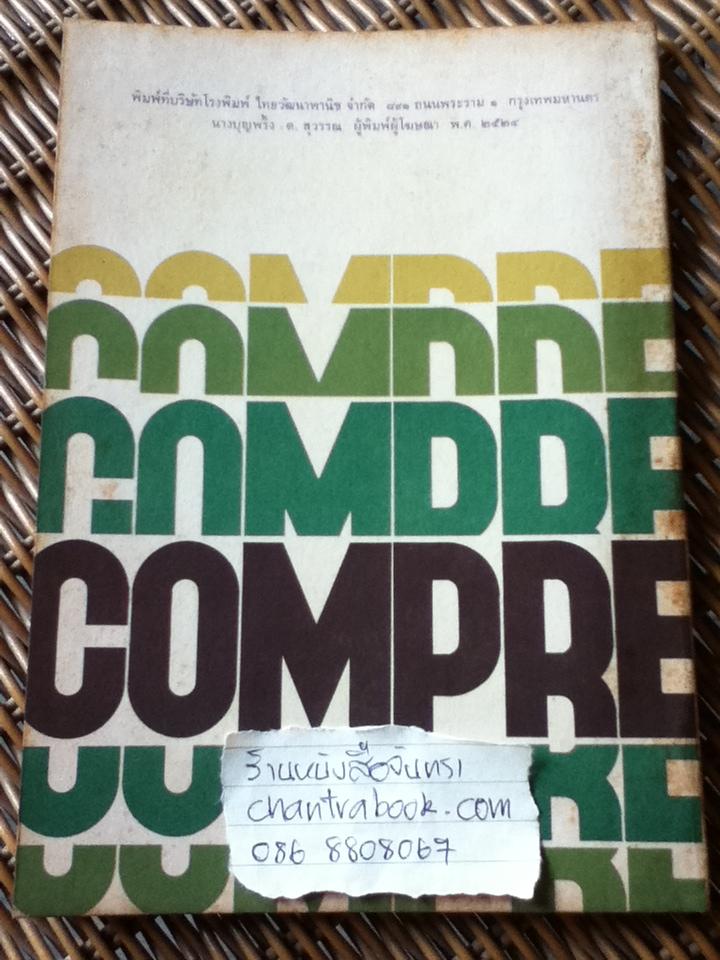 พิมพ์ที่บริษัทโรงพิมพ์ ไทยวัฒนาพานิช จำกัด ๘๙๑ ถนนพระราม ๑ กรุงเทพมหานคร
นางบุญพริ้ง ต. สุวรรณ ผู้พิมพ์ผู้โฆษณา พ.ศ. ๒๕๒๔
COMPRE
COMPRE
COMPRE
COMPRE
ร้านหนังสือจันทรา
chantrabook.com
086 8808067